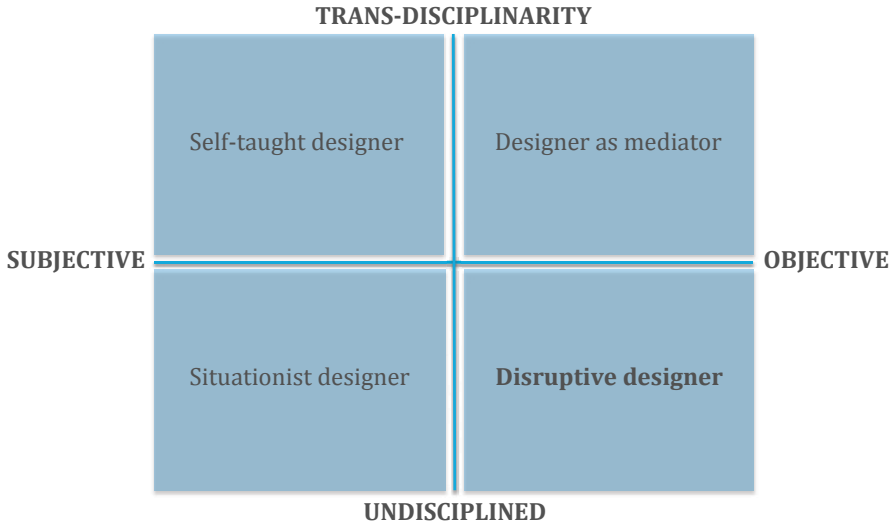 TRANS-DISCIPLINARITY
Self-taught designer
Designer as mediator
SUBJECTIVE
OBJECTIVE
Situationist designer
Disruptive designer
UNDISCIPLINED